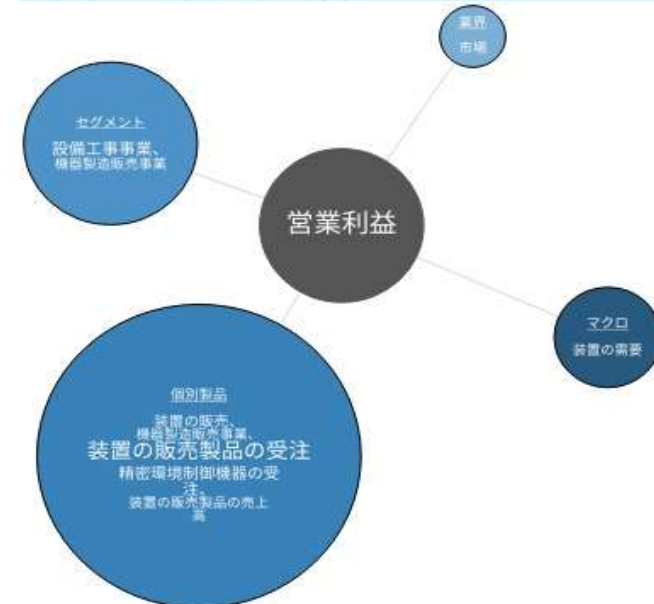 業界
市場
セグメント
設備工事事業、
機器製造販売事業
営業利益
マクロ
装置の需要
個別製品
装置の販売、
機器製造販売事業、
装置の販売製品の受注
精密環境制御機器の受
注、
装置の販売製品の売上
高